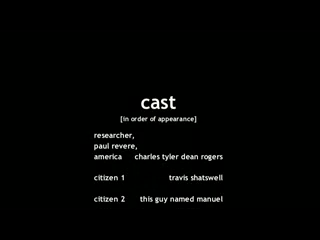 cast
[in order of appearance]
researcher,
paul revere,
america charles tyler dean rogers
citizen 1 travis shatswell
citizen 2 this guy named manuel